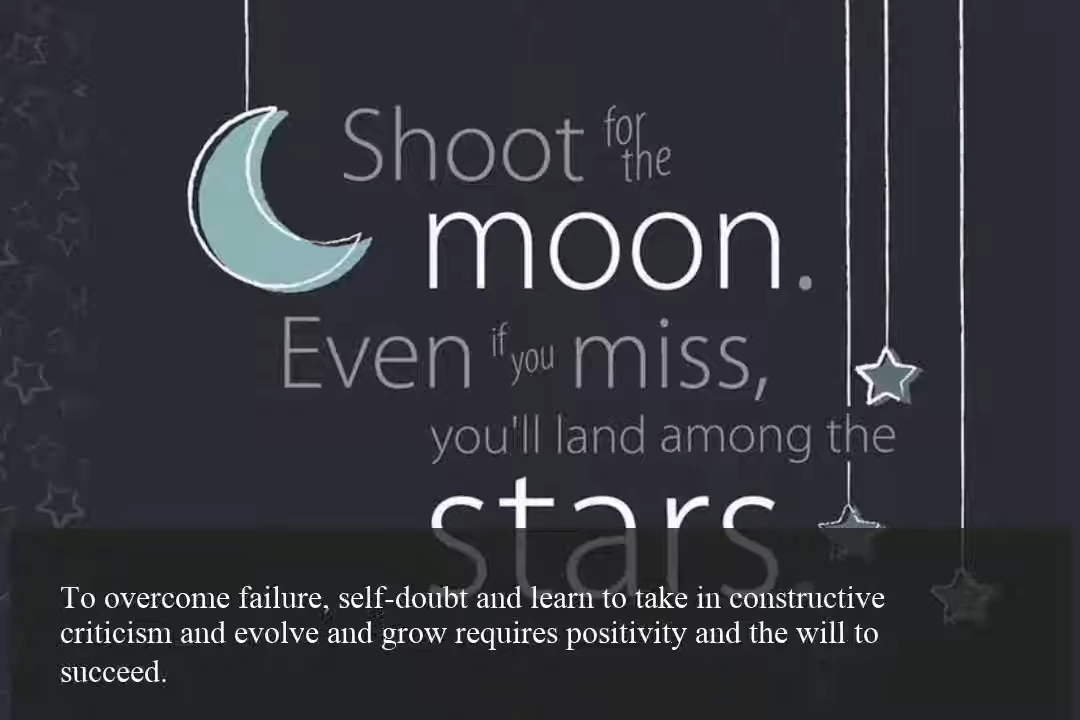 Shoot for the
moon.
Even if you miss,
you'll land among the
stars.
To overcome failure, self-doubt and learn to take in constructive
criticism and evolve and grow requires positivity and the will to
succeed.